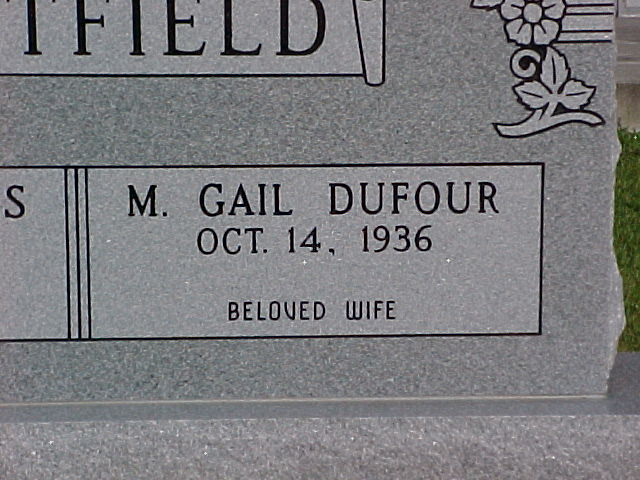 TFIELD
S
M. GAIL DUFOUR
OCT. 14, 1936
BELOVED WIFE